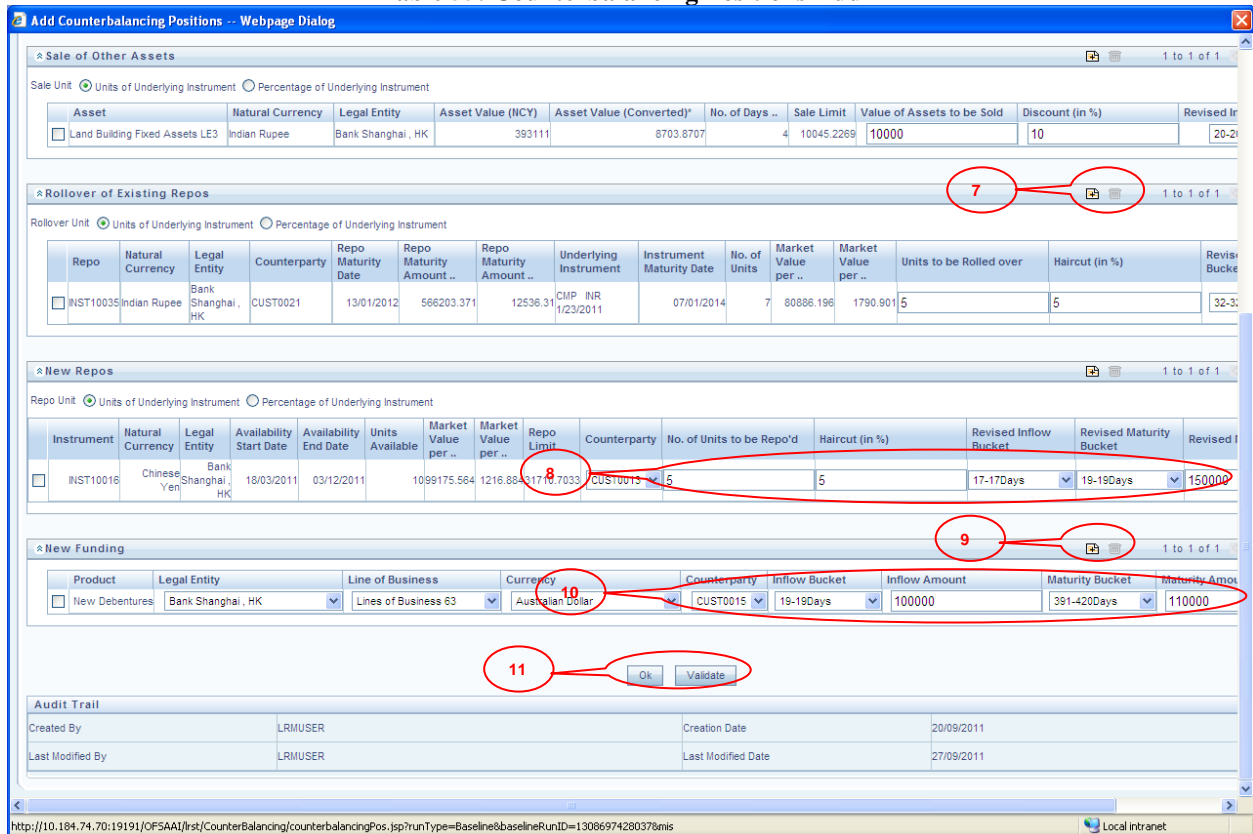 Add Counterbalancing Positions -- Webpage Dialog
Sale of Other Assets
1 to 1 of 1
Sale Unit Units of Underlying Instrument Percentage of Underlying Instrument
Asset Natural Currency Legal Entity Asset Value (NCY) Asset Value (Converted)* No. of Days .. Sale Limit Value of Assets to be Sold Discount (in %) Revised In
Land Building Fixed Assets LE3 Indian Rupee Bank Shanghai , HK 393111 8703.8707 4 10045.2269 10000 10 20-20
Rollover of Existing Repos
7
1 to 1 of 1
Rollover Unit Units of Underlying Instrument Percentage of Underlying Instrument
Repo Natural Currency Legal Entity Counterparty Repo Maturity Date Repo Maturity Amount .. Repo Maturity Amount .. Underlying Instrument Instrument Maturity Date No. of Units Market Value per .. Market Value per .. Units to be Rolled over Haircut (in %) Revise Bucke
INST10035 Indian Rupee Bank Shanghai , HK CUST0021 13/01/2012 566203.371 12536.31 CMP INR 1/23/2011 07/01/2014 7 80886.196 1790.901 5 5 32-32
New Repos
1 to 1 of 1
Repo Unit Units of Underlying Instrument Percentage of Underlying Instrument
Instrument Natural Currency Legal Entity Availability Start Date Availability End Date Units Available Market Value per .. Market Value per .. Repo Limit Counterparty No. of Units to be Repo'd Haircut (in %) Revised Inflow Bucket Revised Maturity Bucket Revised
INST10016 Chinese Yen Bank Shanghai , HK 18/03/2011 03/12/2011 10 99175.564 1216.884 CUST0013 5 5 17-17Days 19-19Days 150000
8
New Funding
9
1 to 1 of 1
Product Legal Entity Line of Business Currency Counterparty Inflow Bucket Inflow Amount Maturity Bucket Maturity Amou
New Debentures Bank Shanghai , HK Lines of Business 63 Australian Dollar CUST0015 19-19Days 100000 391-420Days 110000
10
11
Ok Validate
Audit Trail
Created By LRMUSER Creation Date 20/09/2011
Last Modified By LRMUSER Last Modified Date 27/09/2011
http://10.184.74.70:19191/OFSAAI/lrst/CounterBalancing/counterbalancingPos.jsp?runType=Baseline&baselineRunID=1308697428037&mis
Local intranet